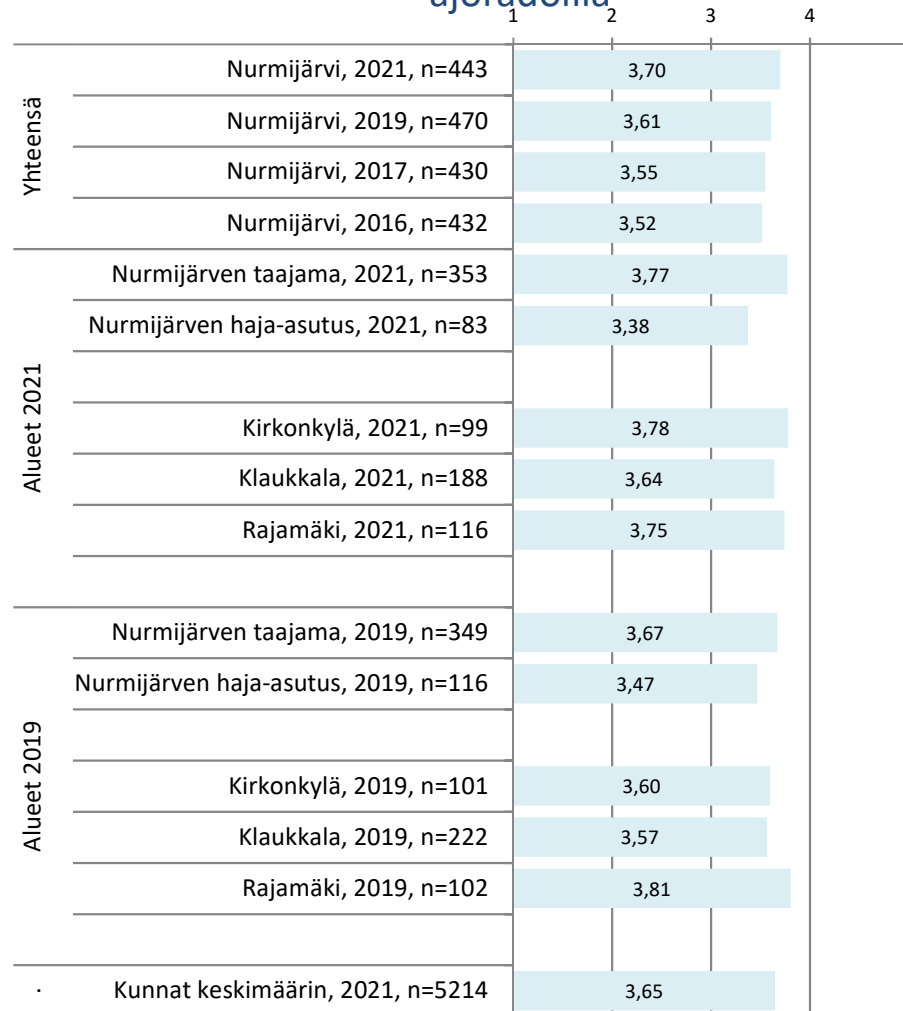 ajoradoilla
1 2 3 4
Yhteensä
Nurmijärvi, 2021, n=443 3,70
Nurmijärvi, 2019, n=470 3,61
Nurmijärvi, 2017, n=430 3,55
Nurmijärvi, 2016, n=432 3,52
Alueet 2021
Nurmijärven taajama, 2021, n=353 3,77
Nurmijärven haja-asutus, 2021, n=83 3,38
Kirkonkylä, 2021, n=99 3,78
Klaukkala, 2021, n=188 3,64
Rajamäki, 2021, n=116 3,75
Alueet 2019
Nurmijärven taajama, 2019, n=349 3,67
Nurmijärven haja-asutus, 2019, n=116 3,47
Kirkonkylä, 2019, n=101 3,60
Klaukkala, 2019, n=222 3,57
Rajamäki, 2019, n=102 3,81
. Kunnat keskimäärin, 2021, n=5214 3,65